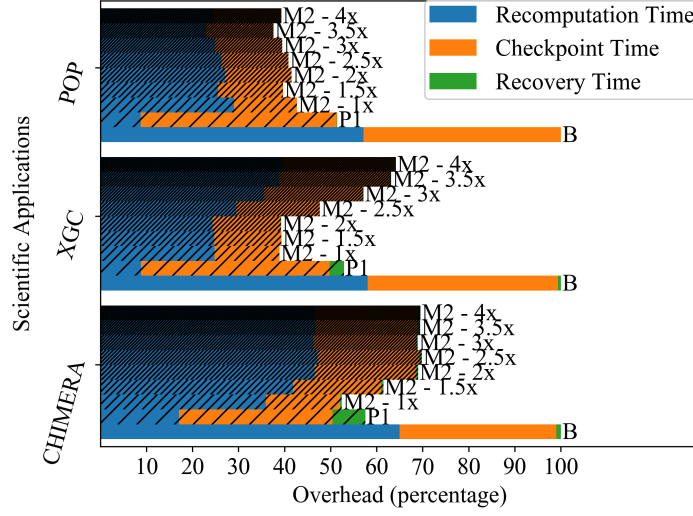 Recomputation Time
Checkpoint Time
Recovery Time
Scientific Applications
POP
M2 - 4x
M2 - 3.5x
M2 - 3x
M2 - 2.5x
M2 - 2x
M2 - 1.5x
M2 - 1x
P1
B
XGC
M2 - 4x
M2 - 3.5x
M2 - 3x
M2 - 2.5x
M2 - 2x
M2 - 1.5x
M2 - 1x
P1
B
CHIMERA
M2 - 4x
M2 - 3.5x
M2 - 3x
M2 - 2.5x
M2 - 2x
M2 - 1.5x
M2 - 1x
P1
B
10 20 30 40 50 60 70 80 90 100
Overhead (percentage)